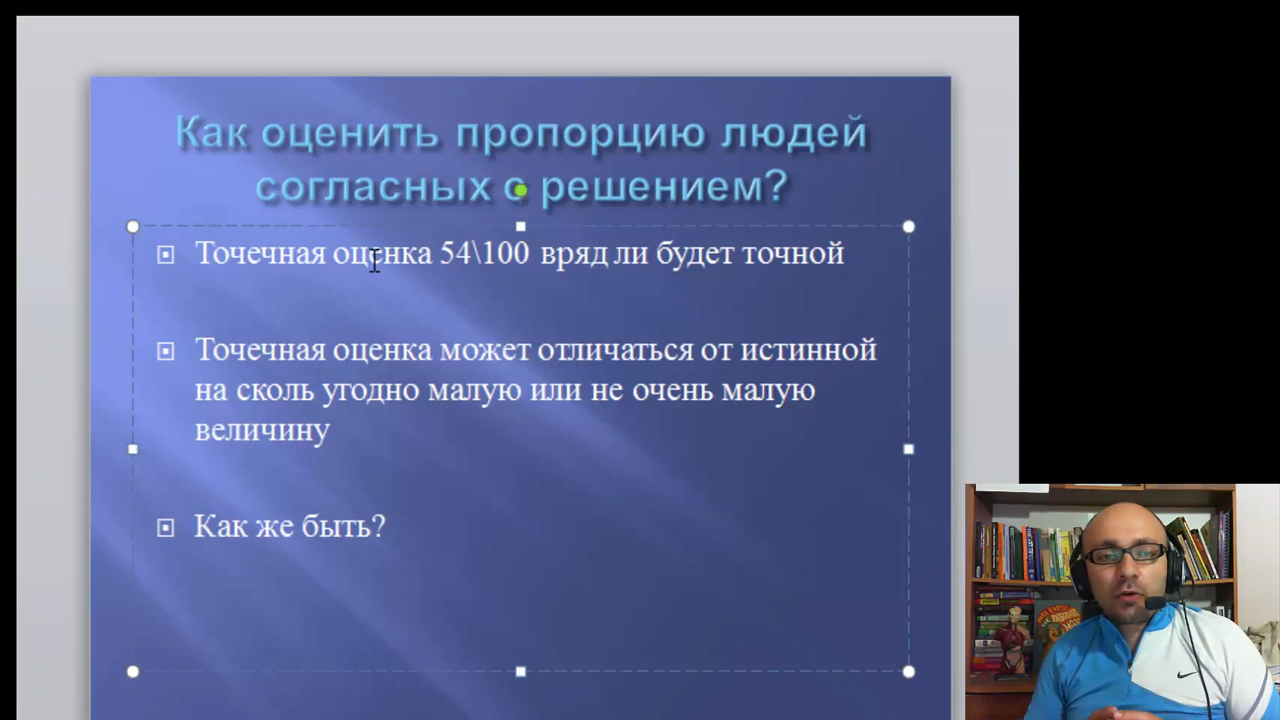 Как оценить пропорцию людей
согласных с решением?
Точечная оценка 54\100 вряд ли будет точной
Точечная оценка может отличаться от истинной
на сколь угодно малую или не очень малую
величину
Как же быть?